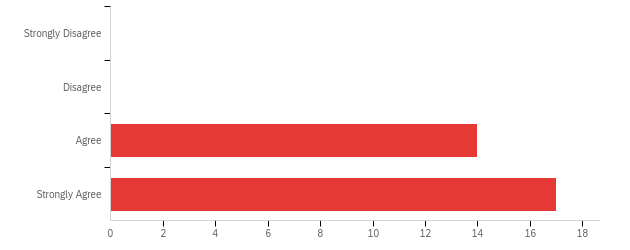 Strongly Disagree
Disagree
Agree
Strongly Agree
0 2 4 6 8 10 12 14 16 18